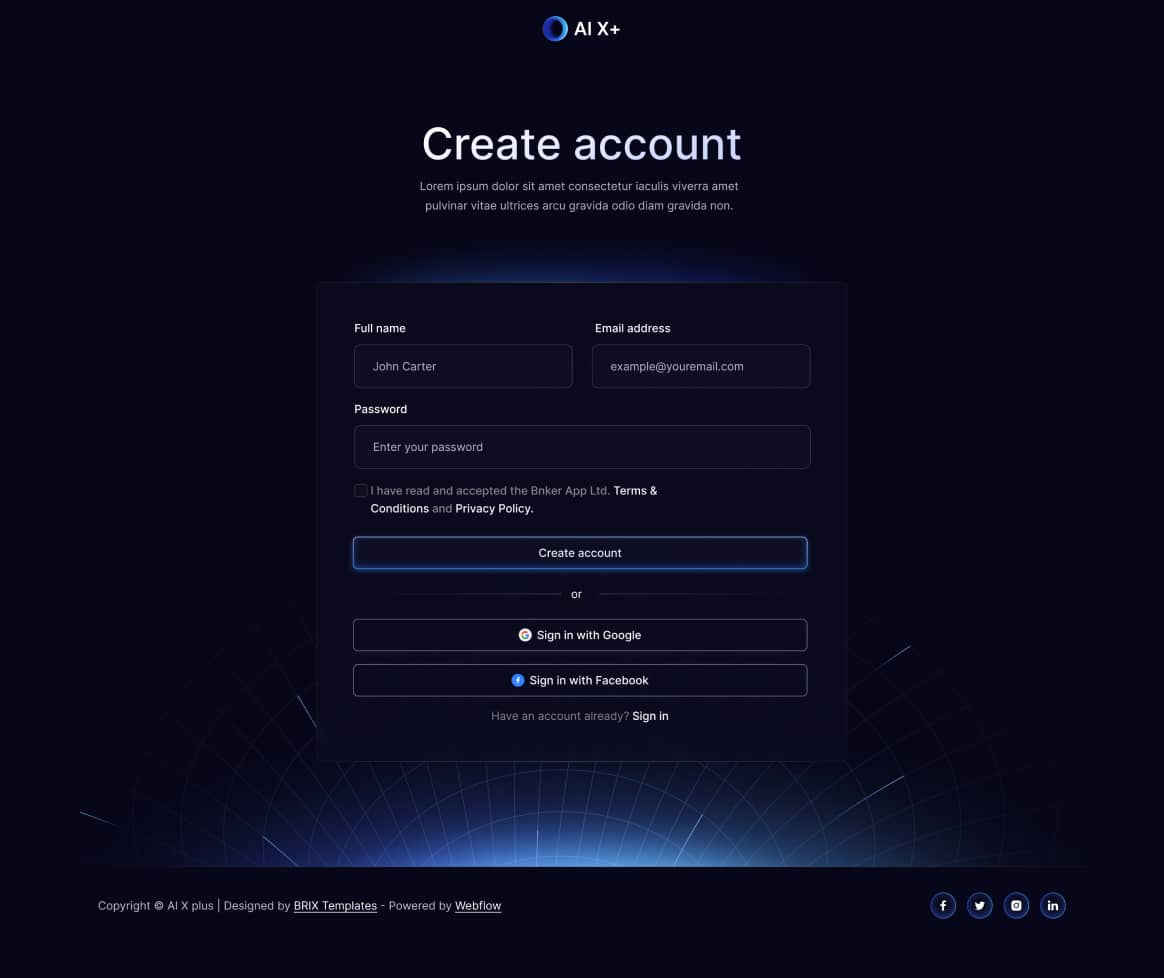 AI X+
Create account
Lorem ipsum dolor sit amet consectetur iaculis viverra amet
pulvinar vitae ultrices arcu gravida odio diam gravida non.
Full name
Email address
John Carter
example@youremail.com
Password
Enter your password
I have read and accepted the Bnker App Ltd. Terms &
Conditions and Privacy Policy.
Create account
or
Sign in with Google
Sign in with Facebook
Have an account already? Sign in
Copyright © AI X plus | Designed by BRIX Templates - Powered by Webflow